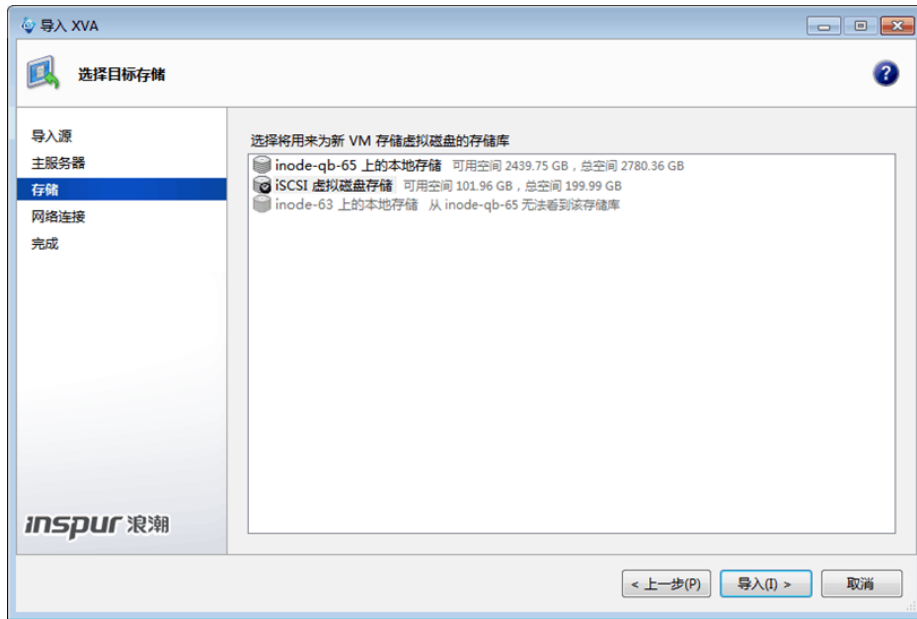 导入 XVA
选择目标存储
?
导入源
主服务器
存储
网络连接
完成
选择将用来为新 VM 存储虚拟磁盘的存储库
inode-qb-65 上的本地存储 可用空间 2439.75 GB，总空间 2780.36 GB
iSCSI 虚拟磁盘存储 可用空间 101.96 GB，总空间 199.99 GB
inode-63 上的本地存储 从 inode-qb-65 无法看到该存储库
inspur 浪潮
< 上一步(P) 导入(I) > 取消